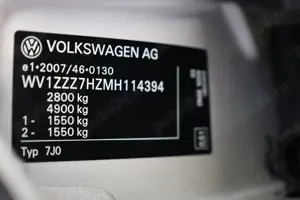 VOLKSWAGEN AG
e1*2007/46*0130
WV1ZZZ7HZMH114394
2800 kg
4900 kg
1- 1550 kg
2- 1550 kg
Typ 7J0